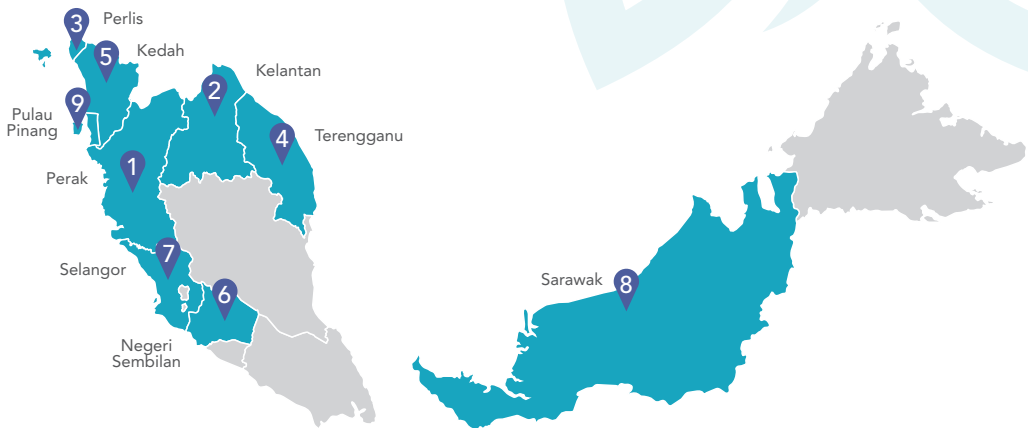 3 Perlis
5 Kedah
2 Kelantan
9 Pulau
Pinang
4 Terengganu
1 Perak
7 Selangor
6 Negeri
Sembilan
8 Sarawak